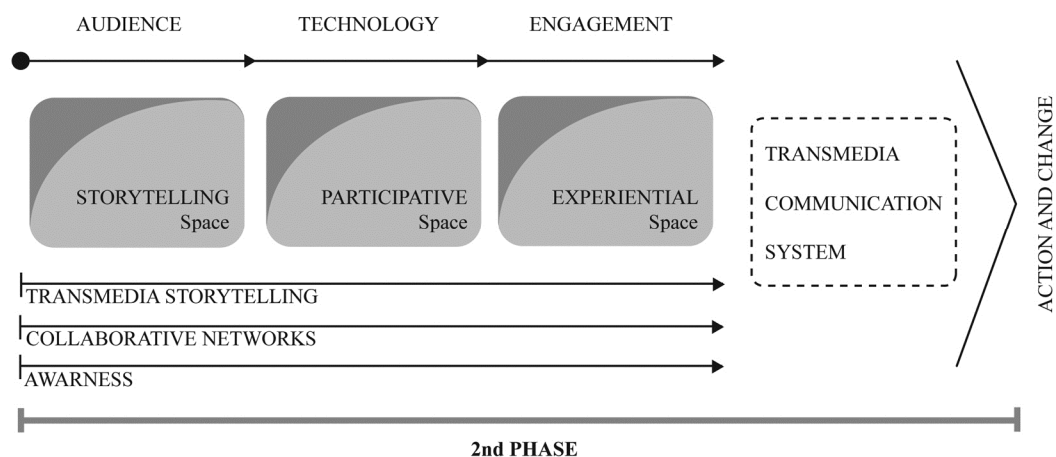 AUDIENCE
TECHNOLOGY
ENGAGEMENT
STORYTELLING
Space
PARTICIPATIVE
Space
EXPERIENTIAL
Space
TRANSMEDIA
COMMUNICATION
SYSTEM
ACTION AND CHANGE
TRANSMEDIA STORYTELLING
COLLABORATIVE NETWORKS
AWARNESS
2nd PHASE